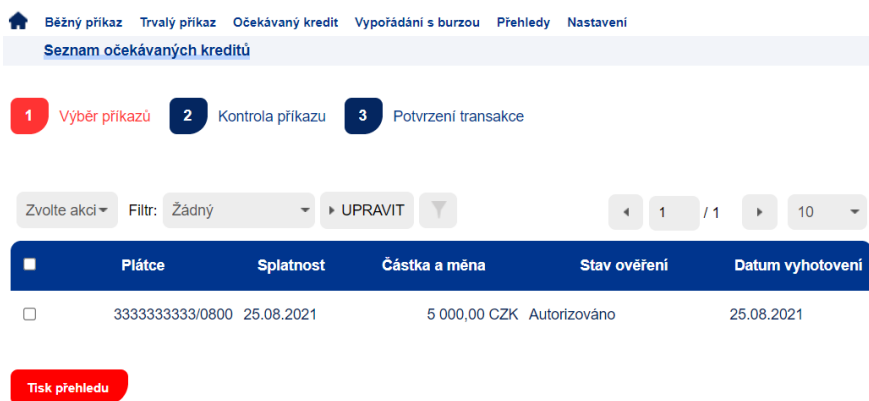 Běžný příkaz Trvalý příkaz Očekávaný kredit Vypořádání s burzou Přehledy Nastavení
Seznam očekávaných kreditů
1 Výběr příkazů 2 Kontrola příkazu 3 Potvrzení transakce
Zvolte akci Filtr: Žádný UPRAVIT 1 / 1 10
Plátce Splatnost Částka a měna Stav ověření Datum vyhotovení
3333333333/0800 25.08.2021 5 000,00 CZK Autorizováno 25.08.2021
Tisk přehledu